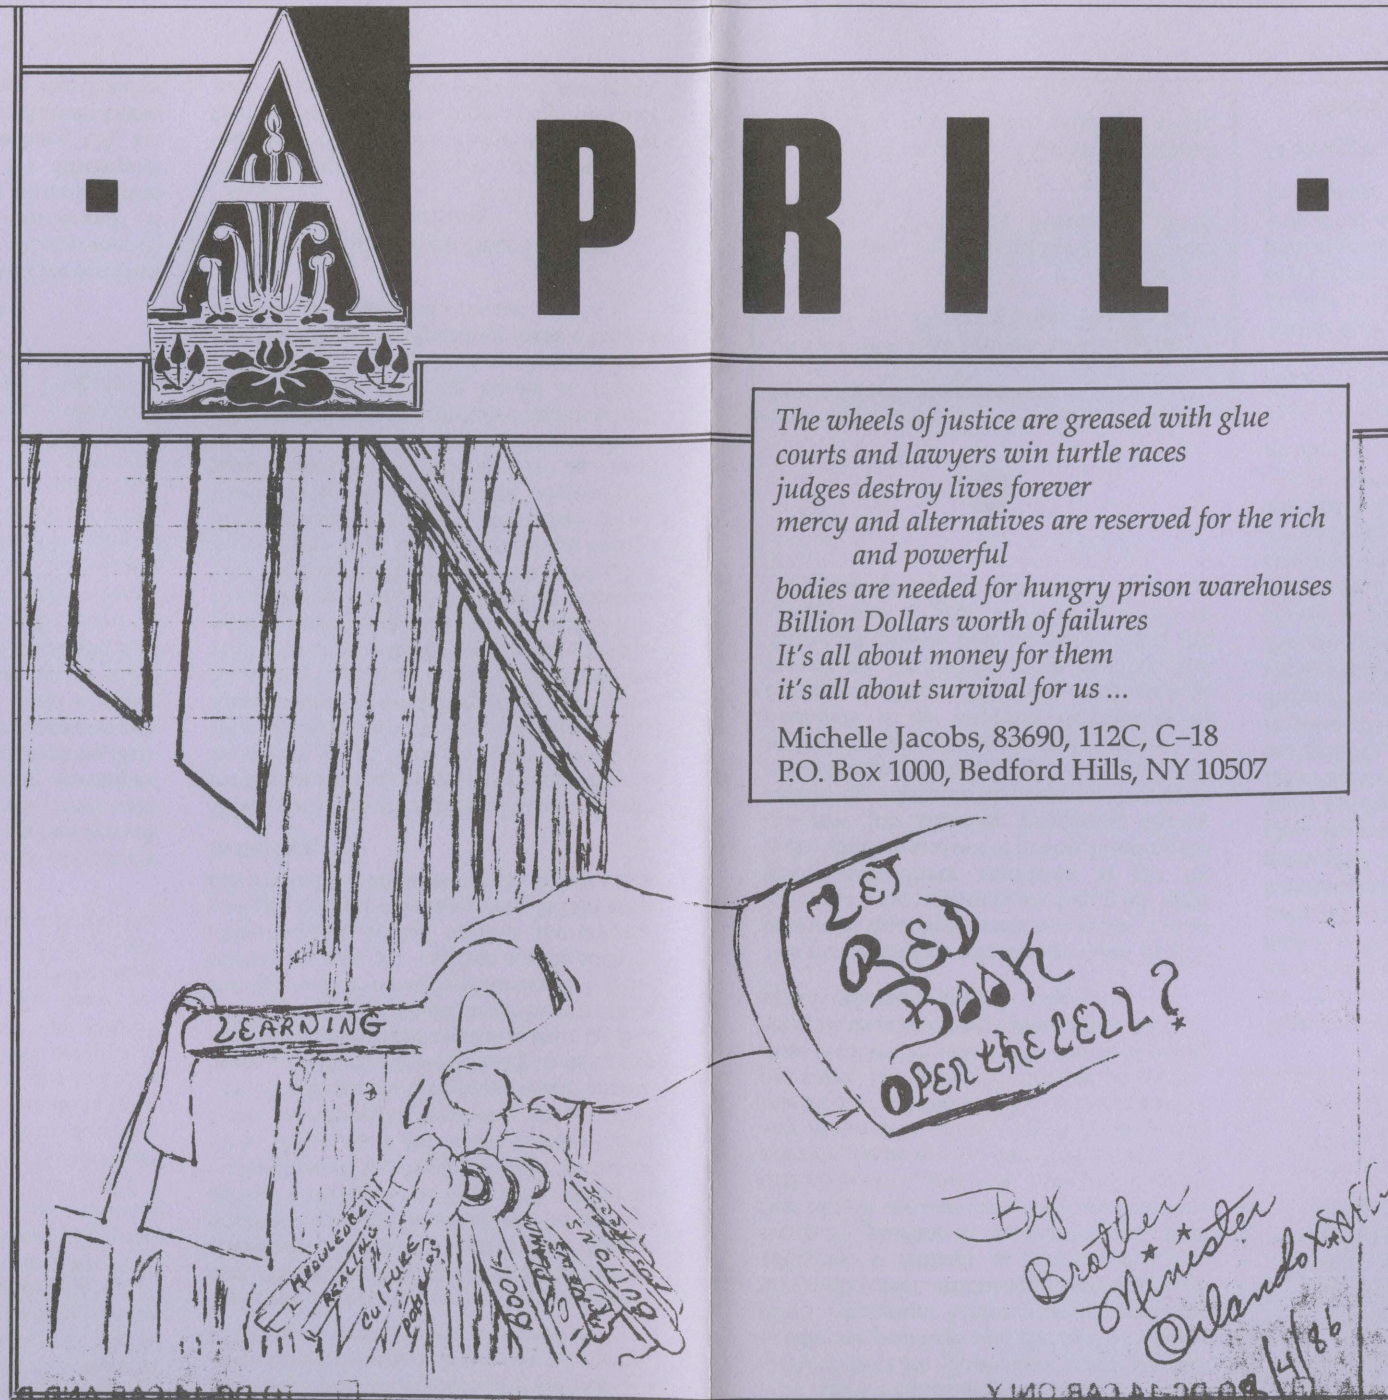 · APRIL ·
The wheels of justice are greased with glue
courts and lawyers win turtle races
judges destroy lives forever
mercy and alternatives are reserved for the rich
and powerful
bodies are needed for hungry prison warehouses
Billion Dollars worth of failures
It's all about money for them
it's all about survival for us ...
Michelle Jacobs, 83690, 112C, C–18
P.O. Box 1000, Bedford Hills, NY 10507
LET
RED
BOOK
OPEN THE CELL?
LEARNING
CULTURE
BOOK
BUTTONS
By
Brother
Minister
Orlando
/4/86